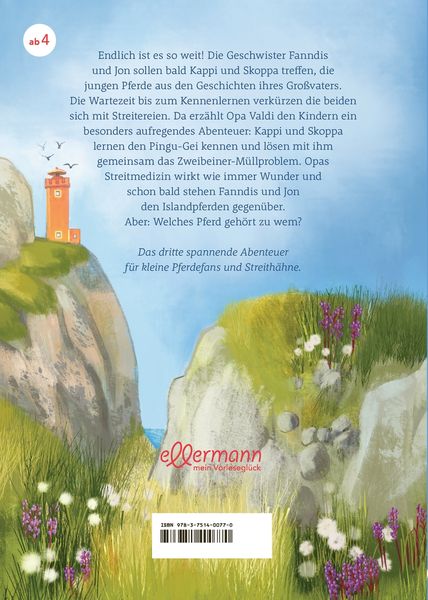 ab 4
Endlich ist es so weit! Die Geschwister Fanndis
und Jon sollen bald Kappi und Skoppa treffen, die
jungen Pferde aus den Geschichten ihres Großvaters.
Die Wartezeit bis zum Kennenlernen verkürzen die beiden
sich mit Streitereien. Da erzählt Opa Valdi den Kindern ein
besonders aufregendes Abenteuer: Kappi und Skoppa
lernen den Pingu-Gei kennen und lösen mit ihm
gemeinsam das Zweibeiner-Müllproblem. Opas
Streitmedizin wirkt wie immer Wunder und
schon bald stehen Fanndis und Jon
den Islandpferden gegenüber.
Aber: Welches Pferd gehört zu wem?
Das dritte spannende Abenteuer
für kleine Pferdefans und Streithähne.
ellermann
mein Vorleseglück
ISBN 978-3-7514-0077-0